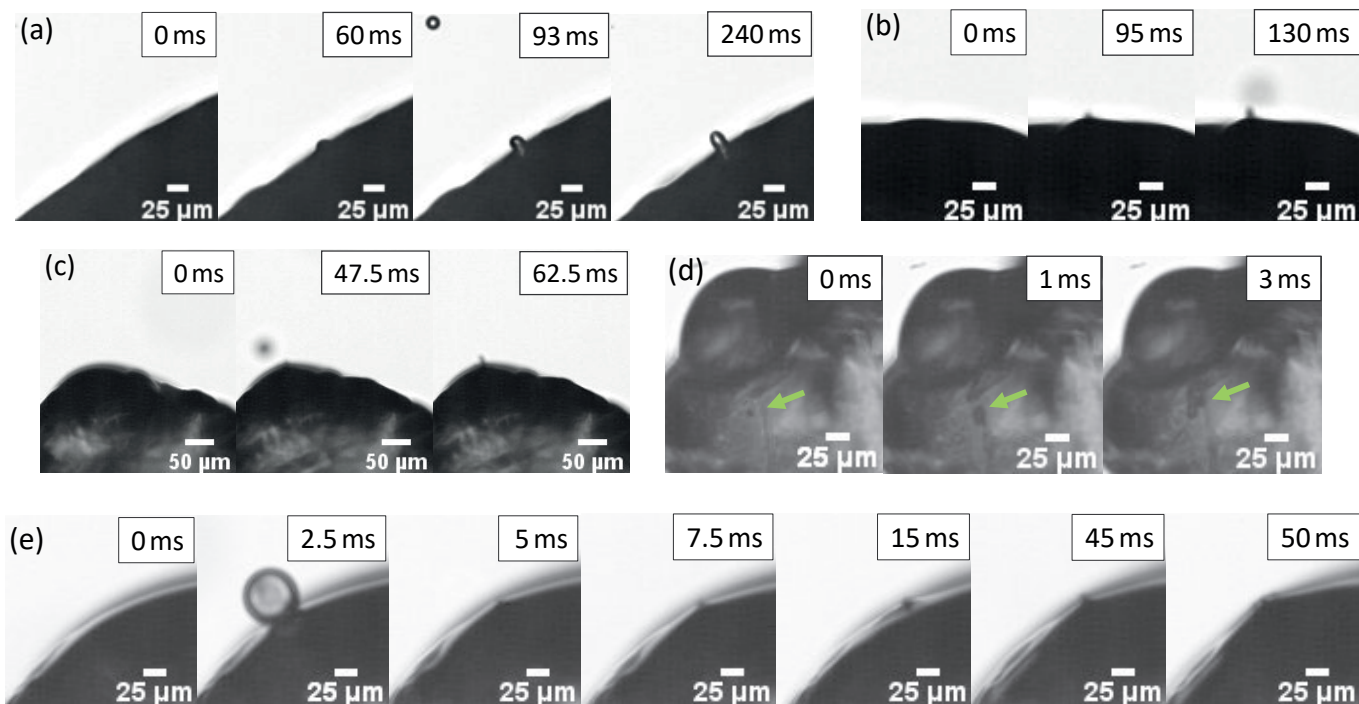 (a)
0 ms
60 ms
93 ms
240 ms
25 µm
25 µm
25 µm
25 µm
(b)
0 ms
95 ms
130 ms
25 µm
25 µm
25 µm
(c)
0 ms
47.5 ms
62.5 ms
50 µm
50 µm
50 µm
(d)
0 ms
1 ms
3 ms
25 µm
25 µm
25 µm
(e)
0 ms
2.5 ms
5 ms
7.5 ms
15 ms
45 ms
50 ms
25 µm
25 µm
25 µm
25 µm
25 µm
25 µm
25 µm